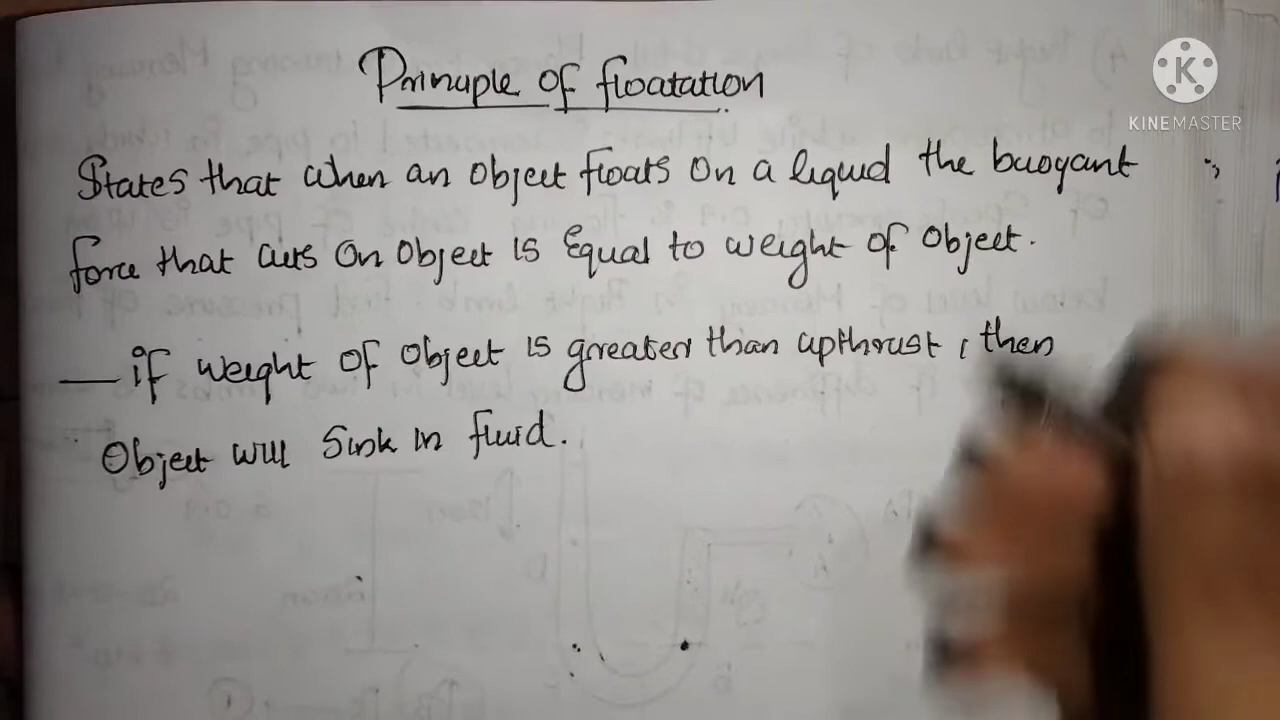 Principle of floatation
KINEMASTER
States that when an object floats on a liquid the buoyant
force that acts on object is equal to weight of object.
— if weight of object is greater than upthrust, then
object will sink in fluid.